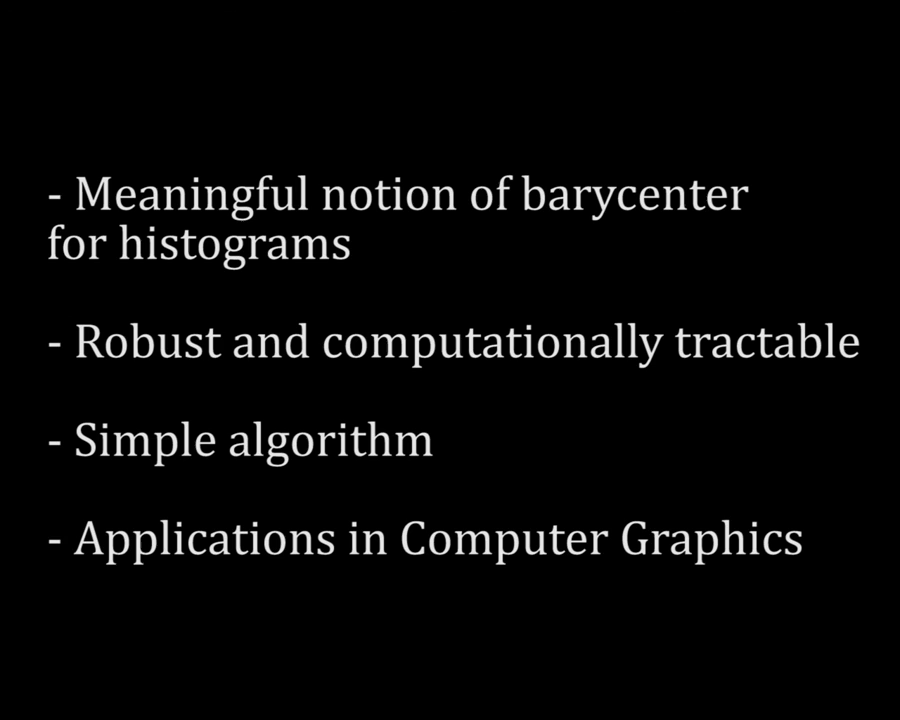 - Meaningful notion of barycenter
for histograms
- Robust and computationally tractable
- Simple algorithm
- Applications in Computer Graphics